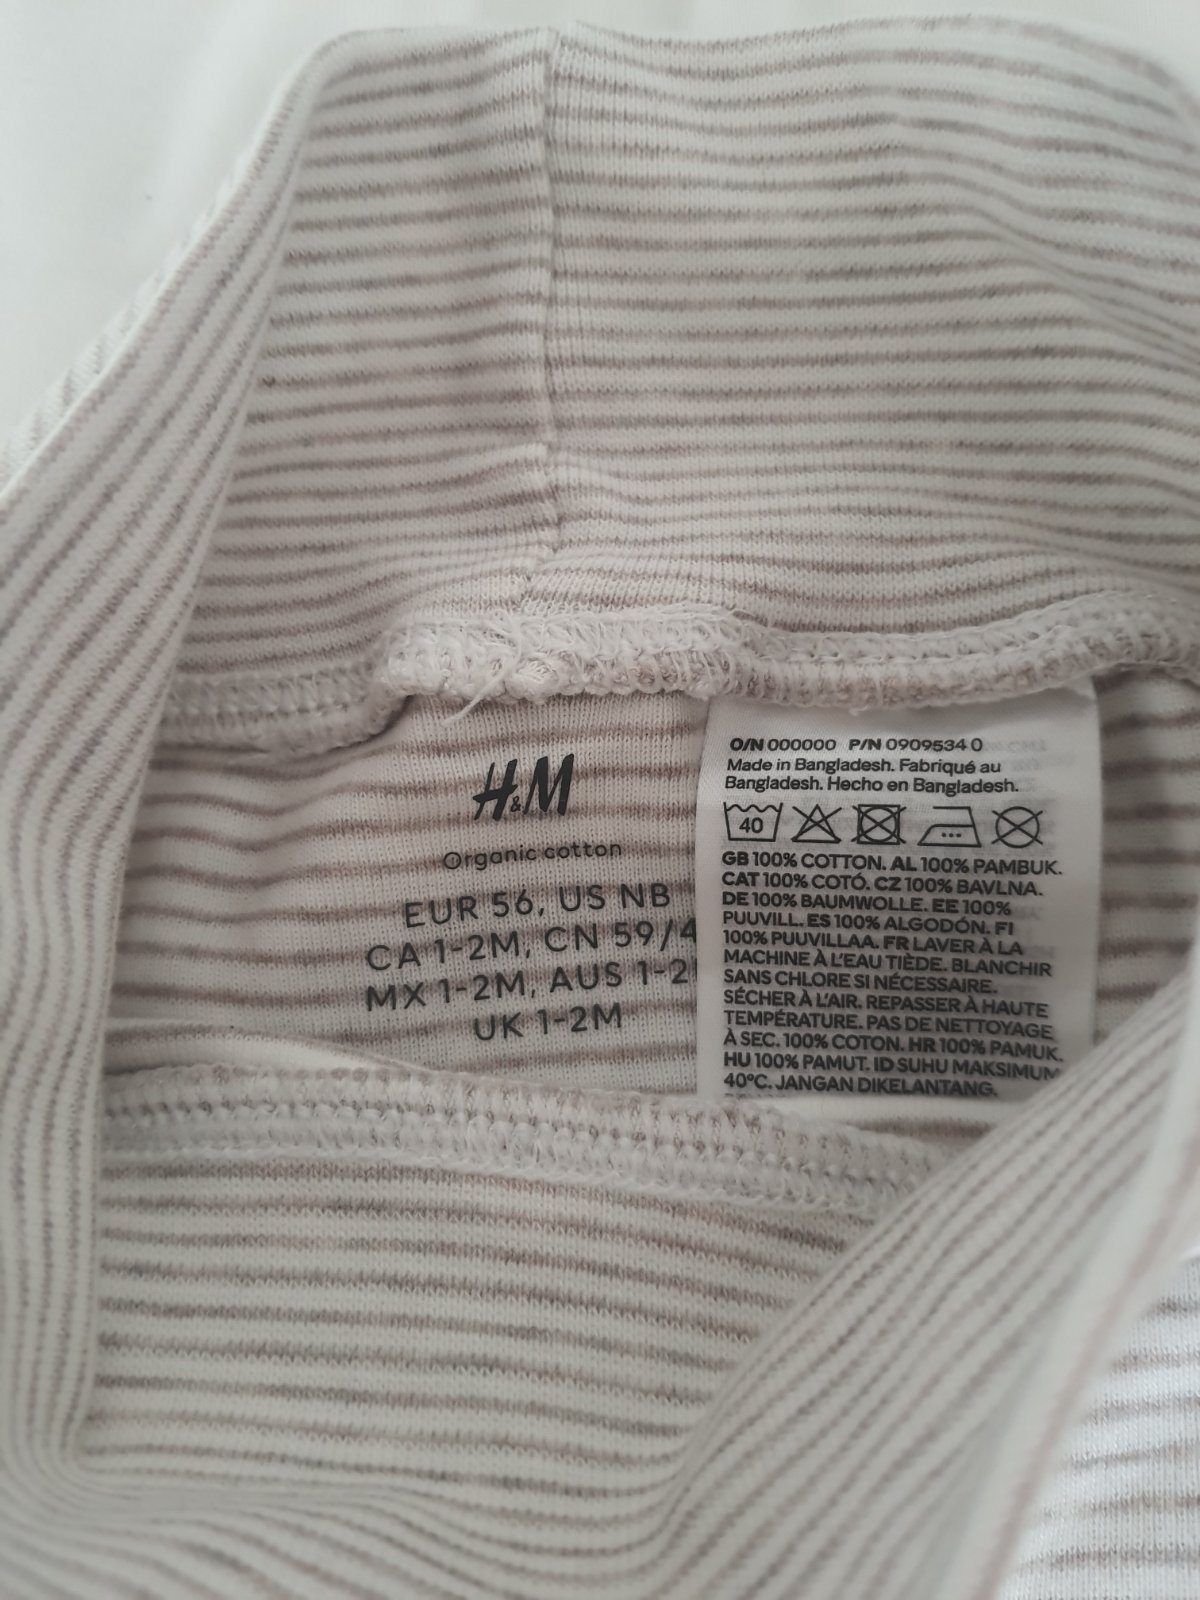 H&M
Organic cotton
EUR 56, US NB
CA 1-2M, CN 59/4
MX 1-2M, AUS 1-2
UK 1-2M
O/N 000000 P/N 0909534 0
Made in Bangladesh. Fabriqué au
Bangladesh. Hecho en Bangladesh.
40
GB 100% COTTON. AL 100% PAMBUK.
CAT 100% COTÓ. CZ 100% BAVLNA.
DE 100% BAUMWOLLE. EE 100%
PUUVILL. ES 100% ALGODÓN. FI
100% PUUVILLAA. FR LAVER À LA
MACHINE À L'EAU TIÈDE. BLANCHIR
SANS CHLORE SI NÉCESSAIRE.
SÉCHER À L'AIR. REPASSER À HAUTE
TEMPÉRATURE. PAS DE NETTOYAGE
À SEC. 100% COTON. HR 100% PAMUK.
HU 100% PAMUT. ID SUHU MAKSIMUM
40°C. JANGAN DIKELANTANG.